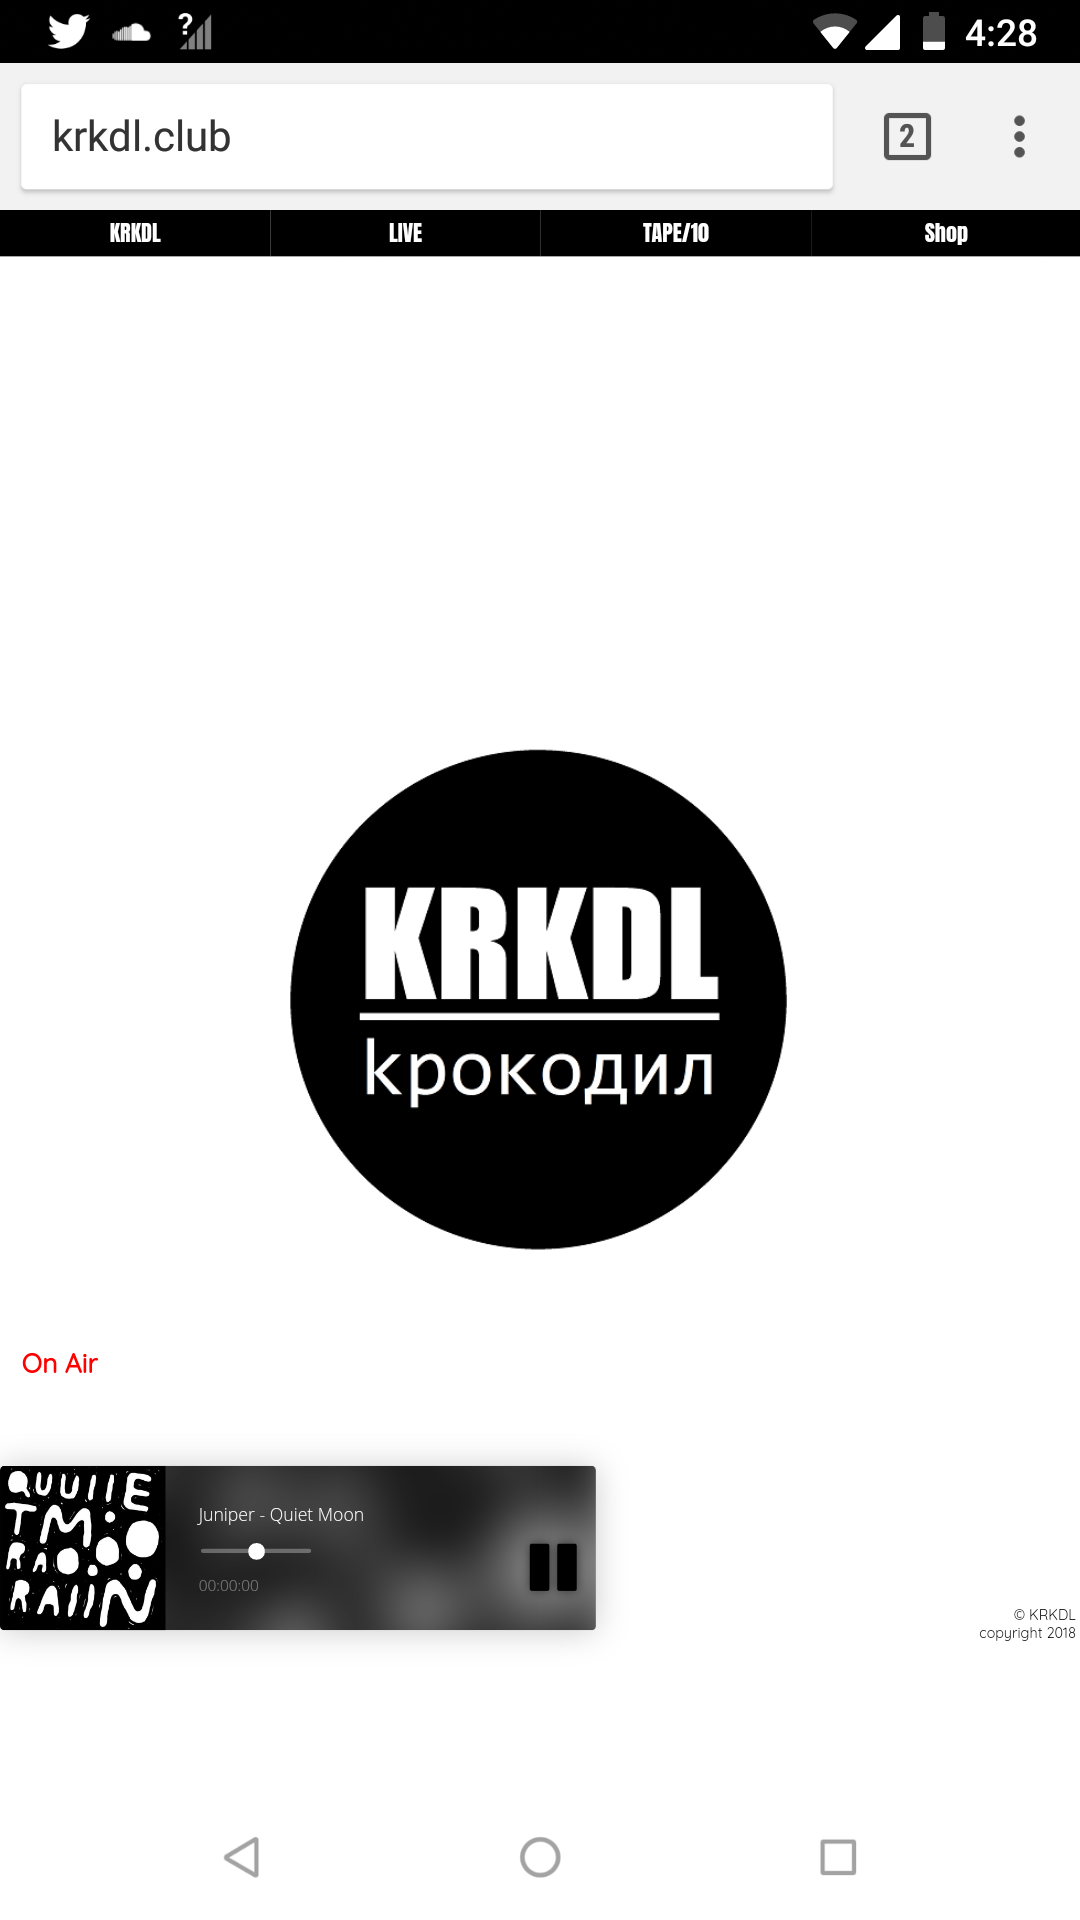 ?
4:28
krkdl.club
2
KRKDL
LIVE
TAPE/10
Shop
KRKDL
kрокодил
On Air
QUUIIE
TM
RA
RAIIN
Juniper - Quiet Moon
00:00:00
© KRKDL
copyright 2018